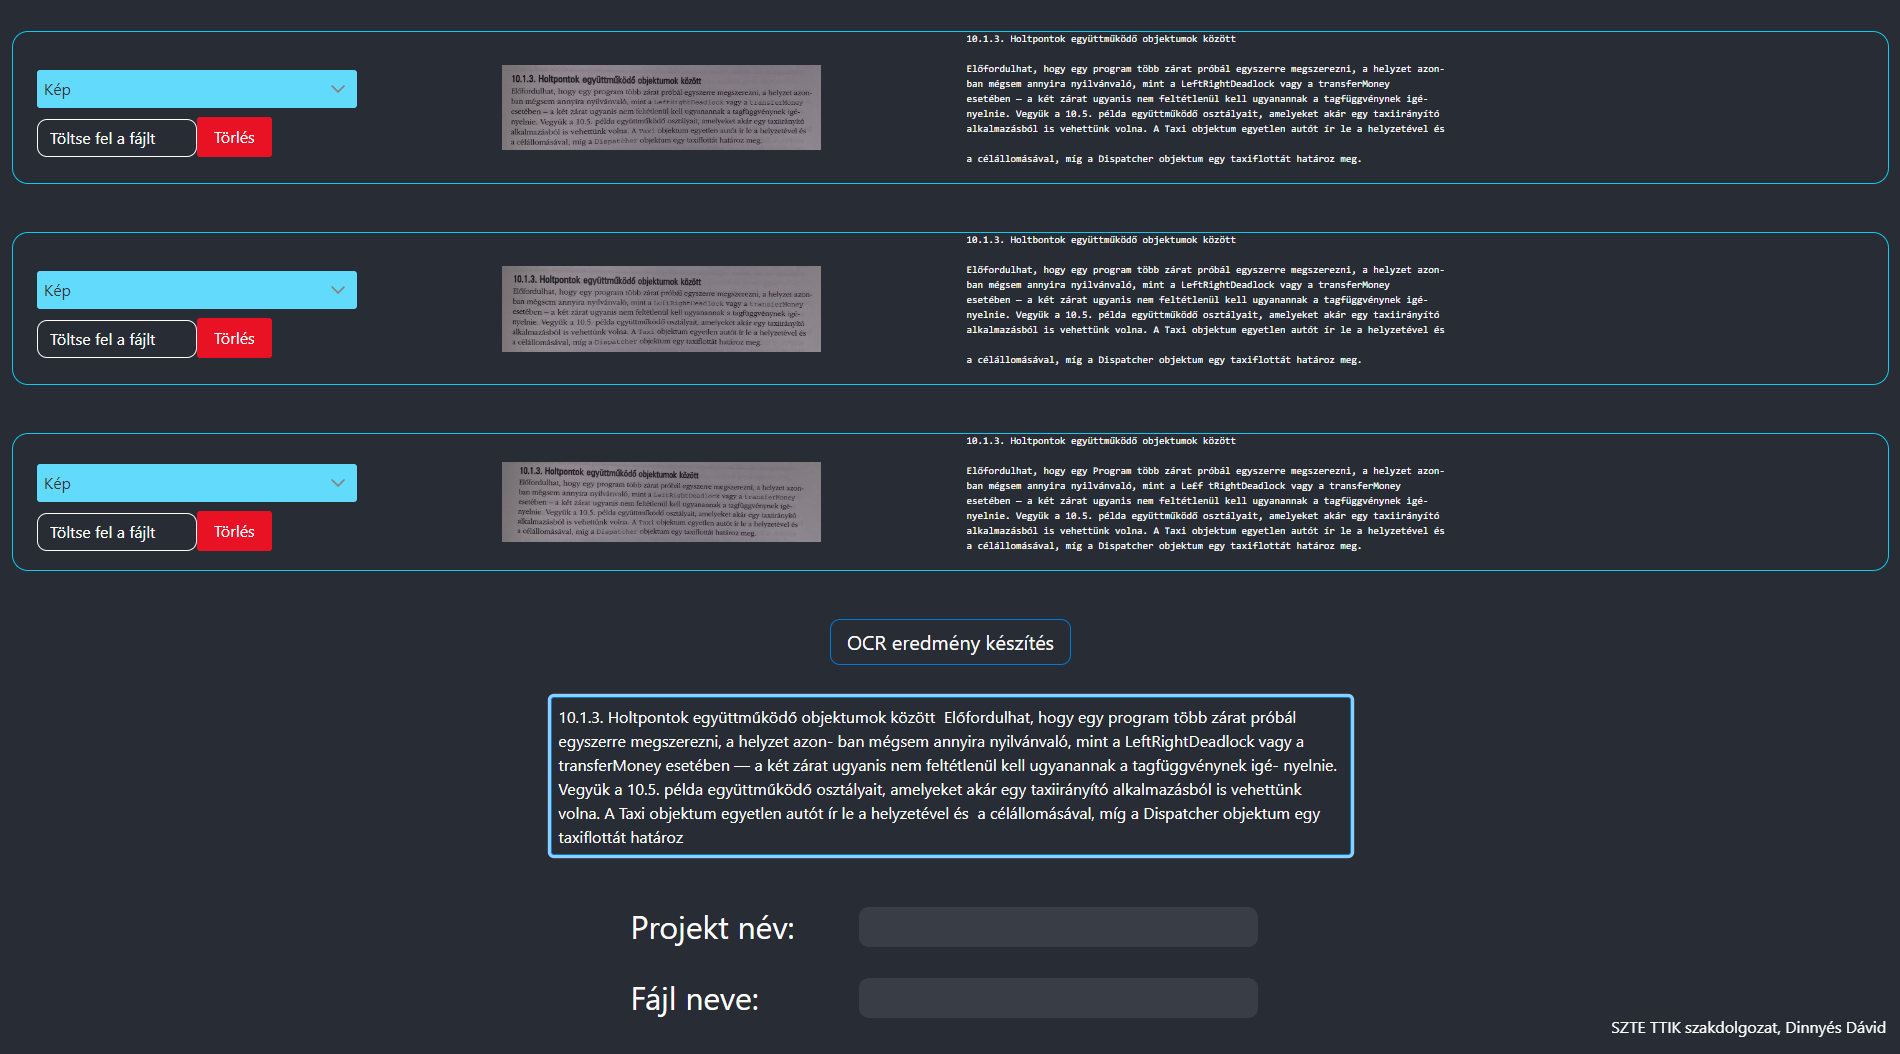 10.1.3. Holtpontok együttműködő objektumok között
Előfordulhat, hogy egy program több zárat próbál egyszerre megszerezni, a helyzet azon-
ban mégsem annyira nyilvánvaló, mint a LeftRightDeadlock vagy a transferMoney
esetében — a két zárat ugyanis nem feltétlenül kell ugyanannak a tagfüggvénynek igé-
nyelnie. Vegyük a 10.5. példa együttműködő osztályait, amelyeket akár egy taxiirányító
alkalmazásból is vehettünk volna. A Taxi objektum egyetlen autót ír le a helyzetével és
a célállomásával, míg a Dispatcher objektum egy taxiflottát határoz meg.
Kép
Töltse fel a fájlt
Törlés
10.1.3. Holtpontok együttműködő objektumok között
Előfordulhat, hogy egy program több zárat próbál egyszerre megszerezni, a helyzet azon-
ban mégsem annyira nyilvánvaló, mint a LeftRightDeadlock vagy a transferMoney
esetében – a két zárat ugyanis nem feltétlenül kell ugyanannak a tagfüggvénynek igé-
nyelnie. Vegyük a 10.5. példa együttműködő osztályait, amelyeket akár egy taxiirányító
alkalmazásból is vehettünk volna. A Taxi objektum egyetlen autót ír le a helyzetével és
a célállomásával, míg a Dispatcher objektum egy taxiflottát határoz meg.
10.1.3. Holtbontok együttműködő objektumok között
Előfordulhat, hogy egy program több zárat próbál egyszerre megszerezni, a helyzet azon-
ban mégsem annyira nyilvánvaló, mint a LeftRightDeadlock vagy a transferMoney
esetében — a két zárat ugyanis nem feltétlenül kell ugyanannak a tagfüggvénynek igé-
nyelnie. Vegyük a 10.5. példa együttműködő osztályait, amelyeket akár egy taxiirányító
alkalmazásból is vehettünk volna. A Taxi objektum egyetlen autót ír le a helyzetével és
a célállomásával, míg a Dispatcher objektum egy taxiflottát határoz meg.
Kép
Töltse fel a fájlt
Törlés
10.1.3. Holtpontok együttműködő objektumok között
Előfordulhat, hogy egy program több zárat próbál egyszerre megszerezni, a helyzet azon-
ban mégsem annyira nyilvánvaló, mint a LeftRightDeadlock vagy a transferMoney
esetében – a két zárat ugyanis nem feltétlenül kell ugyanannak a tagfüggvénynek igé-
nyelnie. Vegyük a 10.5. példa együttműködő osztályait, amelyeket akár egy taxiirányító
alkalmazásból is vehettünk volna. A Taxi objektum egyetlen autót ír le a helyzetével és
a célállomásával, míg a Dispatcher objektum egy taxiflottát határoz meg.
10.1.3. Holtpontok együttműködő objektumok között
Előfordulhat, hogy egy Program több zárat próbál egyszerre megszerezni, a helyzet azon-
ban mégsem annyira nyilvánvaló, mint a Le£f tRightDeadlock vagy a transferMoney
esetében — a két zárat ugyanis nem feltétlenül kell ugyanannak a tagfüggvénynek igé-
nyelnie. Vegyük a 10.5. példa együttműködő osztályait, amelyeket akár egy taxiirányító
alkalmazásból is vehettünk volna. A Taxi objektum egyetlen autót ír le a helyzetével és
a célállomásával, míg a Dispatcher objektum egy taxiflottát határoz meg.
Kép
Töltse fel a fájlt
Törlés
10.1.3. Holtpontok együttműködő objektumok között
Előfordulhat, hogy egy program több zárat próbál egyszerre megszerezni, a helyzet azon-
ban mégsem annyira nyilvánvaló, mint a LeftRightDeadlock vagy a transferMoney
esetében – a két zárat ugyanis nem feltétlenül kell ugyanannak a tagfüggvénynek igé-
nyelnie. Vegyük a 10.5. példa együttműködő osztályait, amelyeket akár egy taxiirányító
alkalmazásból is vehettünk volna. A Taxi objektum egyetlen autót ír le a helyzetével és
a célállomásával, míg a Dispatcher objektum egy taxiflottát határoz meg.
OCR eredmény készítés
10.1.3. Holtpontok együttműködő objektumok között  Előfordulhat, hogy egy program több zárat próbál
egyszerre megszerezni, a helyzet azon- ban mégsem annyira nyilvánvaló, mint a LeftRightDeadlock vagy a
transferMoney esetében — a két zárat ugyanis nem feltétlenül kell ugyanannak a tagfüggvénynek igé- nyelnie.
Vegyük a 10.5. példa együttműködő osztályait, amelyeket akár egy taxiirányító alkalmazásból is vehettünk
volna. A Taxi objektum egyetlen autót ír le a helyzetével és  a célállomásával, míg a Dispatcher objektum egy
taxiflottát határoz
Projekt név:
Fájl neve:
SZTE TTIK szakdolgozat, Dinnyés Dávid